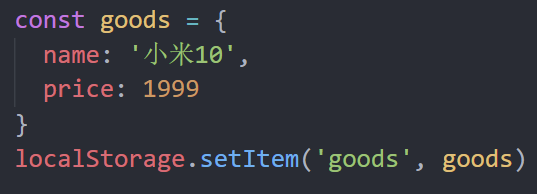 const goods = {
  name: '小米10',
  price: 1999
}
localStorage.setItem('goods', goods)